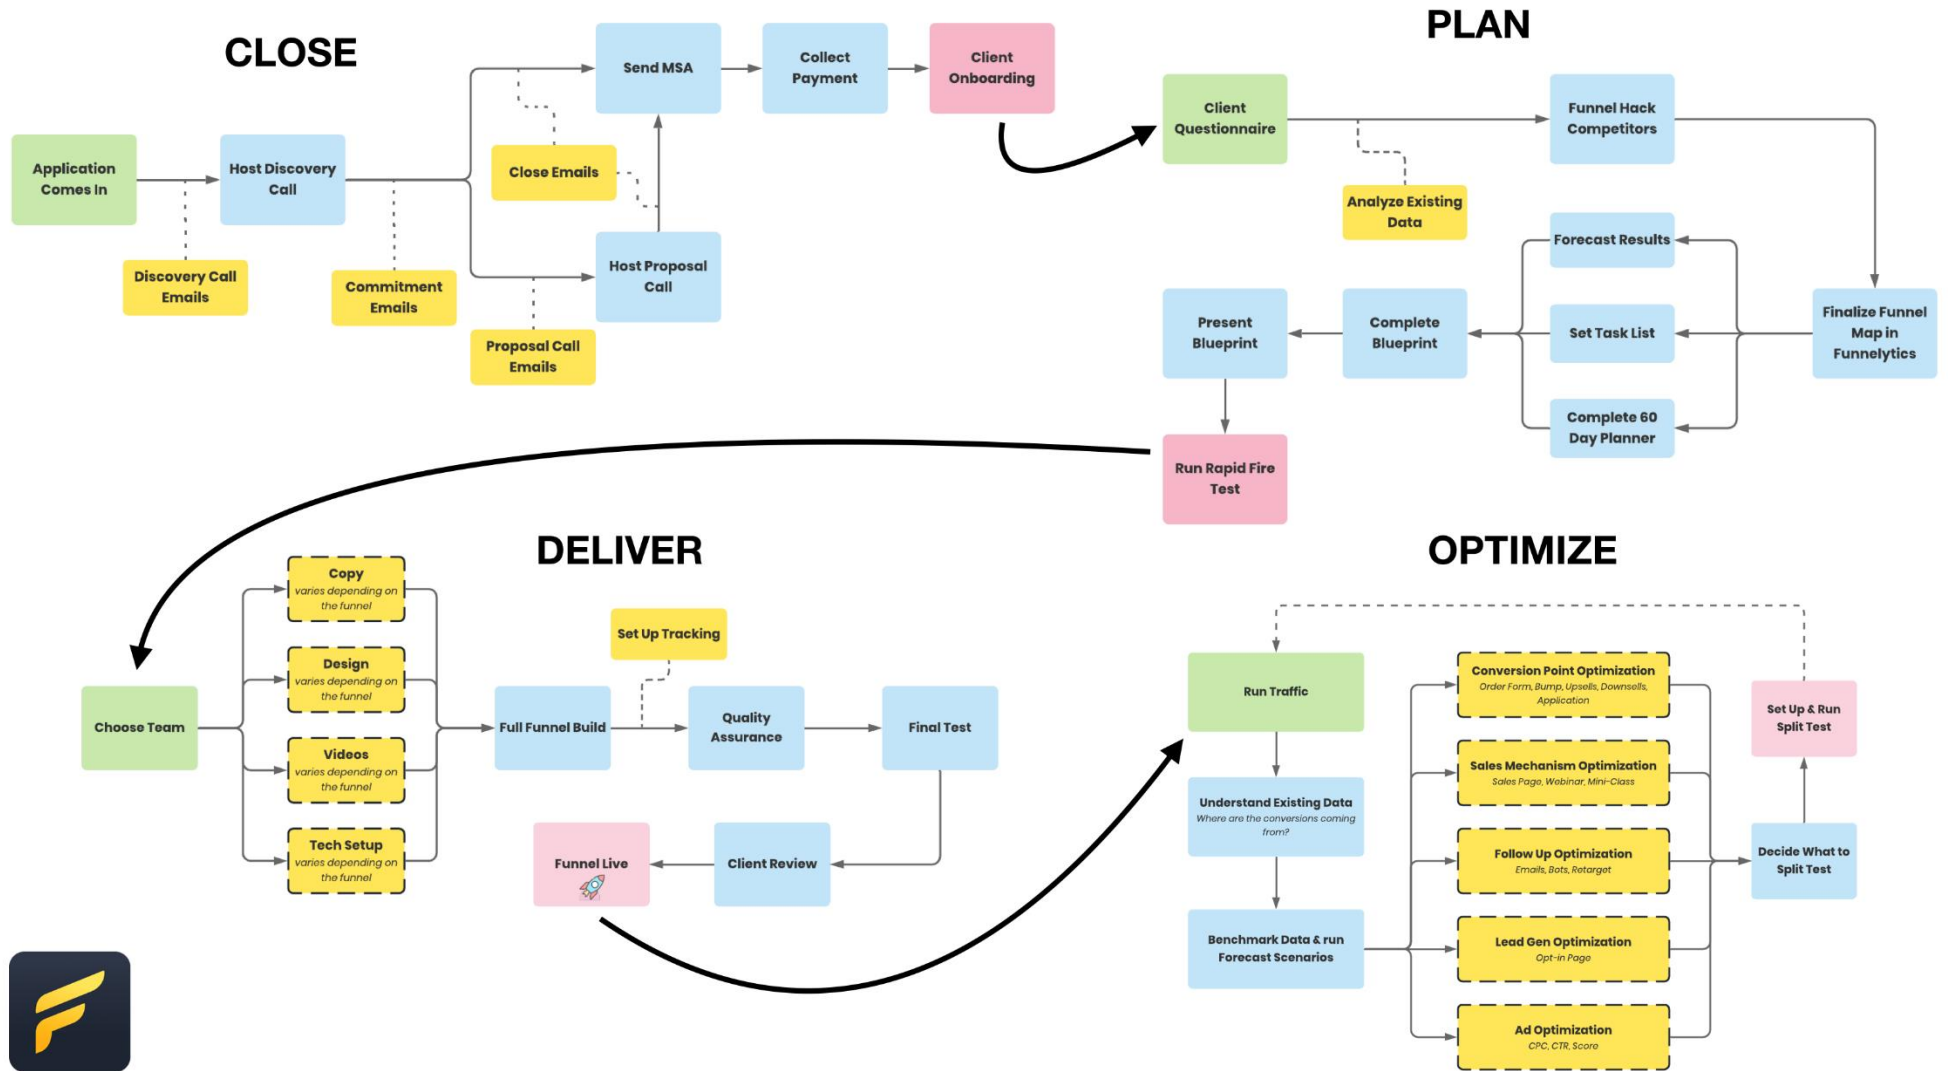 CLOSE
Application
Comes In
Host Discovery
Call
Discovery Call
Emails
Commitment
Emails
Close Emails
Proposal Call
Emails
Host Proposal
Call
Send MSA
Collect
Payment
Client
Onboarding
PLAN
Client
Questionnaire
Analyze Existing
Data
Funnel Hack
Competitors
Finalize Funnel
Map in
Funnelytics
Forecast Results
Set Task List
Complete 60
Day Planner
Complete
Blueprint
Present
Blueprint
Run Rapid Fire
Test
DELIVER
Choose Team
Copy
varies depending on
the funnel
Design
varies depending on
the funnel
Videos
varies depending on
the funnel
Tech Setup
varies depending on
the funnel
Full Funnel Build
Set Up Tracking
Quality
Assurance
Final Test
Client Review
Funnel Live
OPTIMIZE
Run Traffic
Understand Existing Data
Where are the conversions coming
from?
Benchmark Data & run
Forecast Scenarios
Conversion Point Optimization
Order Form, Bump, Upsells, Downsells,
Application
Sales Mechanism Optimization
Sales Page, Webinar, Mini-Class
Follow Up Optimization
Emails, Bots, Retarget
Lead Gen Optimization
Opt-in Page
Ad Optimization
CPC, CTR, Score
Decide What to
Split Test
Set Up & Run
Split Test